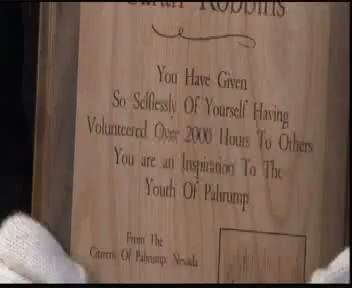 Robbins
You Have Given
So Selflessly Of Yourself Having
Volunteered Over 2000 Hours To Others
You are an Inspiration To The
Youth Of Pahrump
From The
Citizens Of Pahrump, Nevada